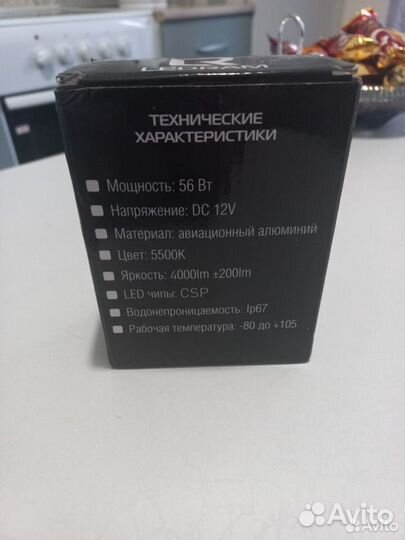 ТЕХНИЧЕСКИЕ
ХАРАКТЕРИСТИКИ
Мощность: 56 Вт
Напряжение: DC 12V
Материал: авиационный алюминий
Цвет: 5500K
Яркость: 4000lm ±200lm
LED чипы: CSP
Водонепроницаемость: Ip67
Рабочая температура: -80 до +105
Avito
Avito